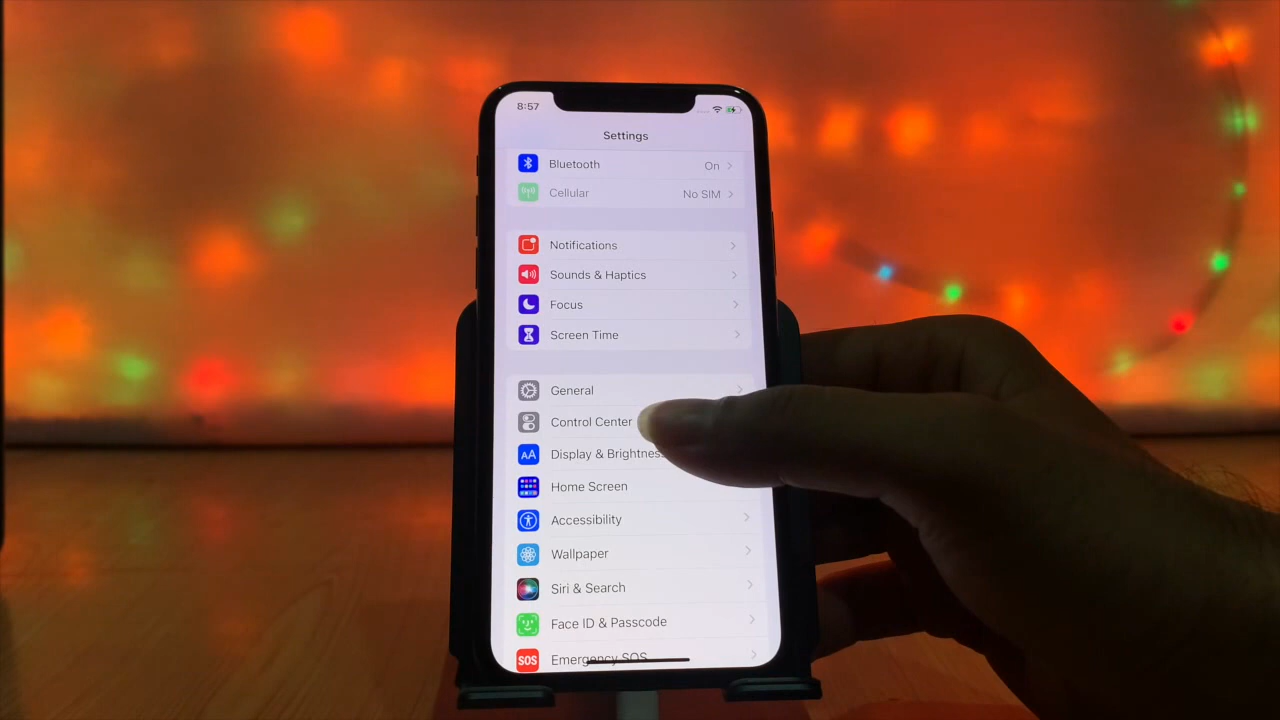 8:57
Settings
Bluetooth On
Cellular No SIM
Notifications
Sounds & Haptics
Focus
Screen Time
General
Control Center
AA Display & Brightness
Home Screen
Accessibility
Wallpaper
Siri & Search
Face ID & Passcode
SOS Emergency SOS